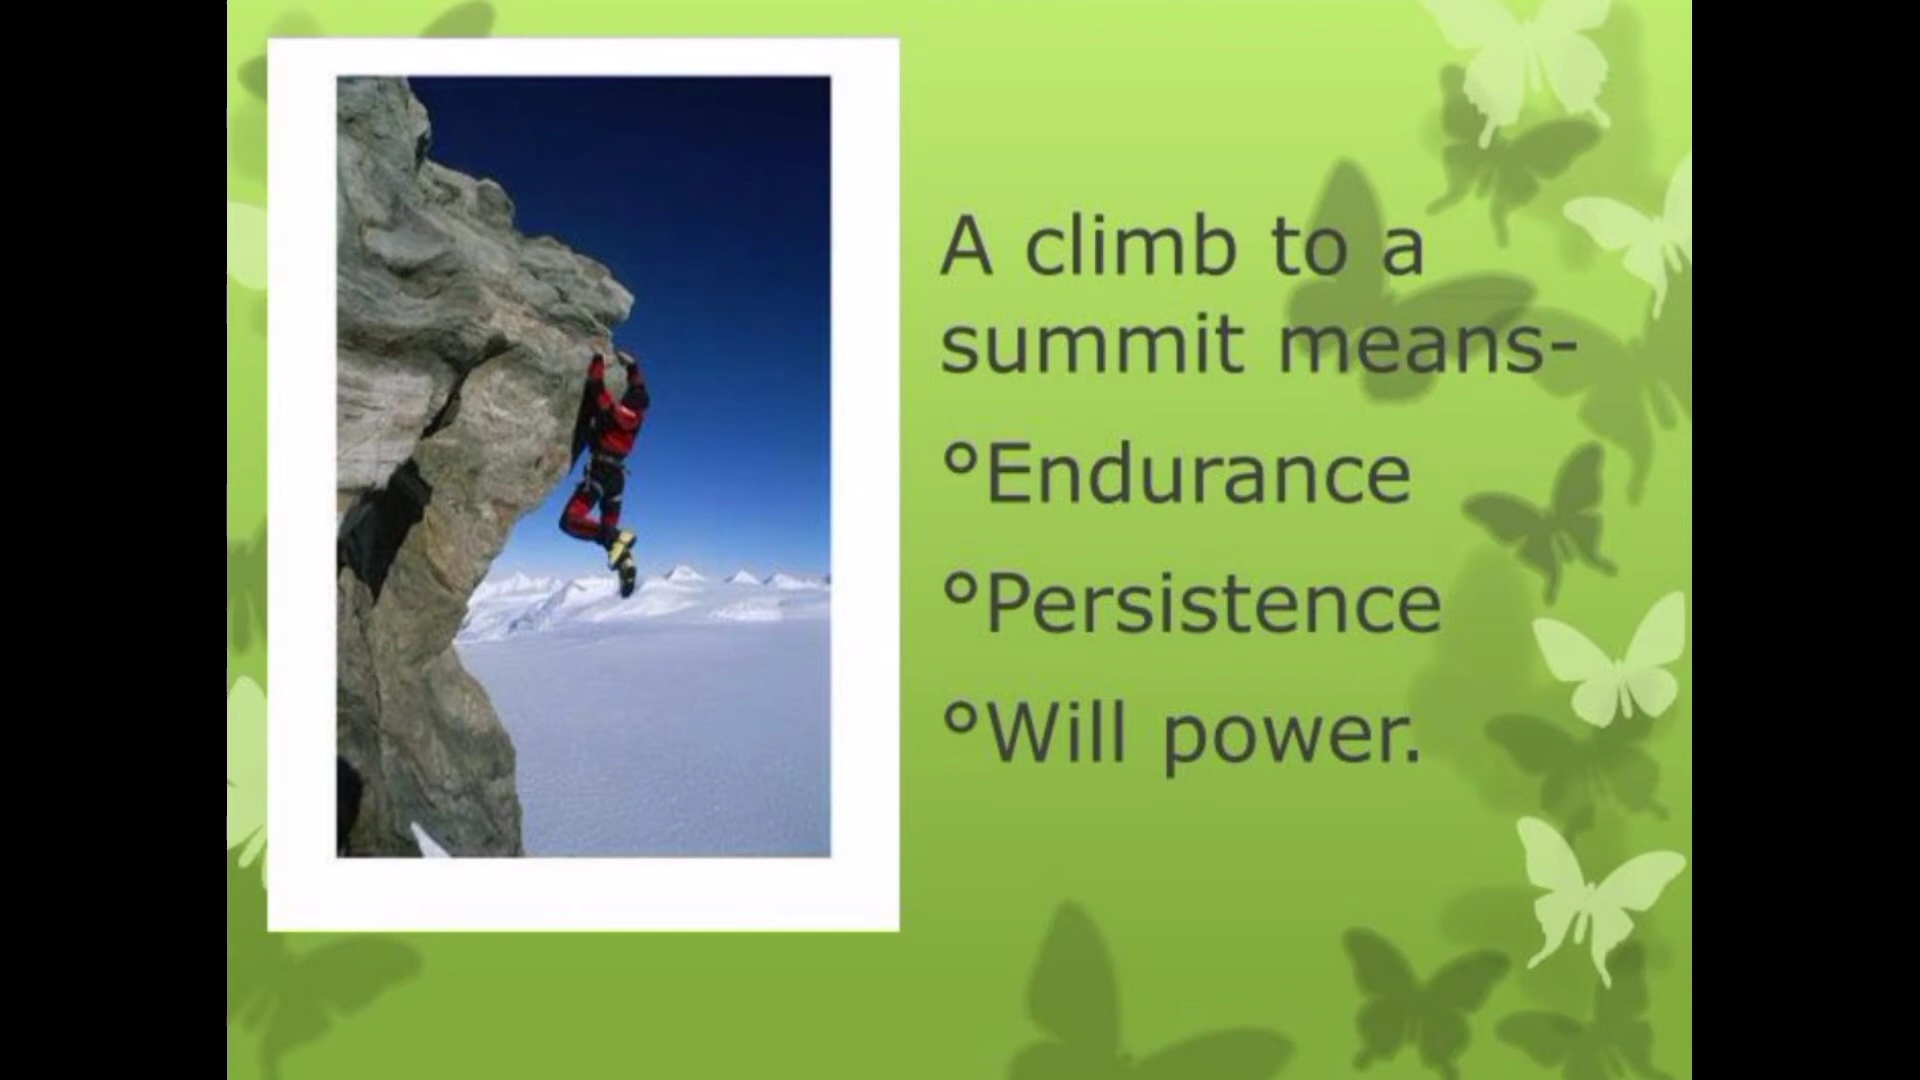 A climb to a
summit means-
°Endurance
°Persistence
°Will power.